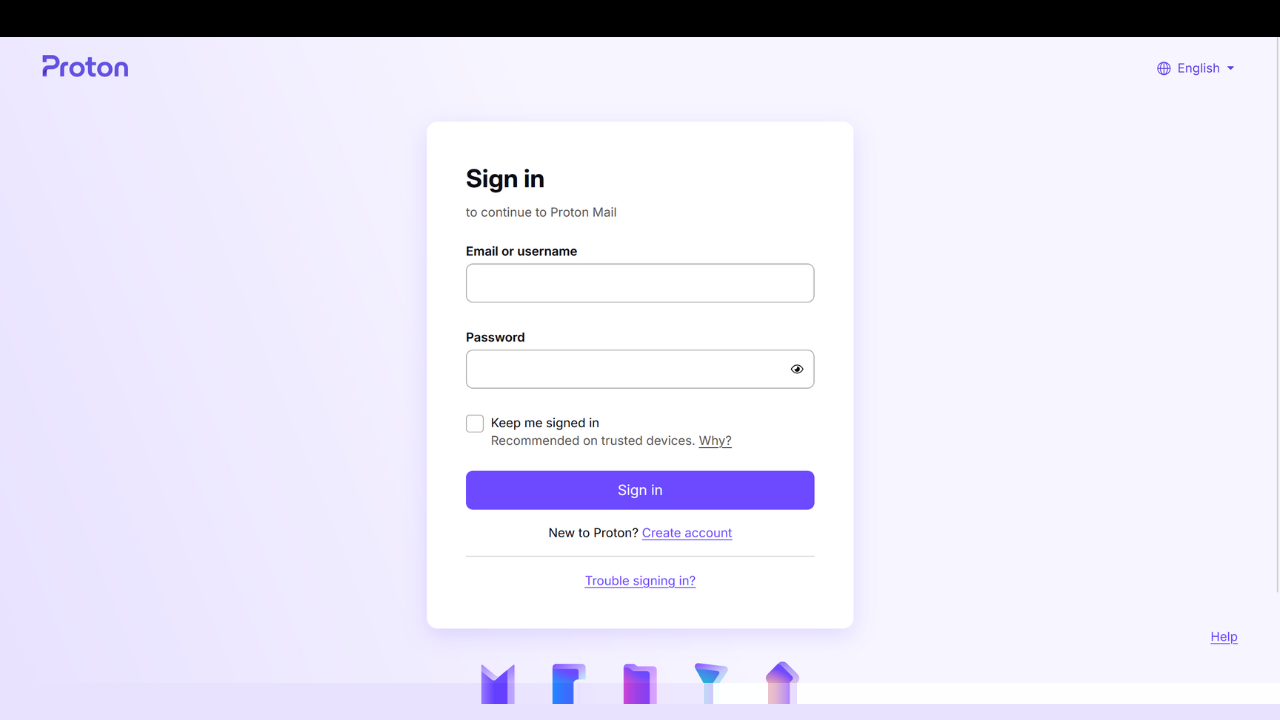 Proton
English
Sign in
to continue to Proton Mail
Email or username
Password
Keep me signed in
Recommended on trusted devices. Why?
Sign in
New to Proton? Create account
Trouble signing in?
Help